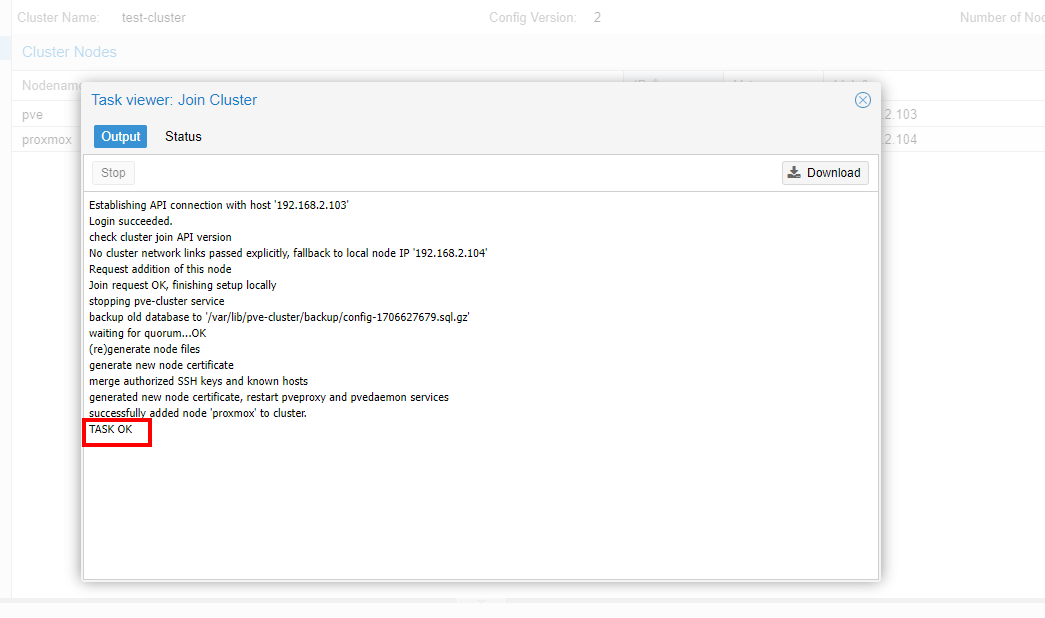 Cluster Name: test-cluster Config Version: 2 Number of
Cluster Nodes
Task viewer: Join Cluster
Output Status
Stop Download
pve .2.103
proxmox .2.104
Establishing API connection with host '192.168.2.103'
Login succeeded.
check cluster join API version
No cluster network links passed explicitly, fallback to local node IP '192.168.2.104'
Request addition of this node
Join request OK, finishing setup locally
stopping pve-cluster service
backup old database to '/var/lib/pve-cluster/backup/config-1706627679.sql.gz'
waiting for quorum...OK
(re)generate node files
generate new node certificate
merge authorized SSH keys and known hosts
generated new node certificate, restart pveproxy and pvedaemon services
successfully added node 'proxmox' to cluster.
TASK OK